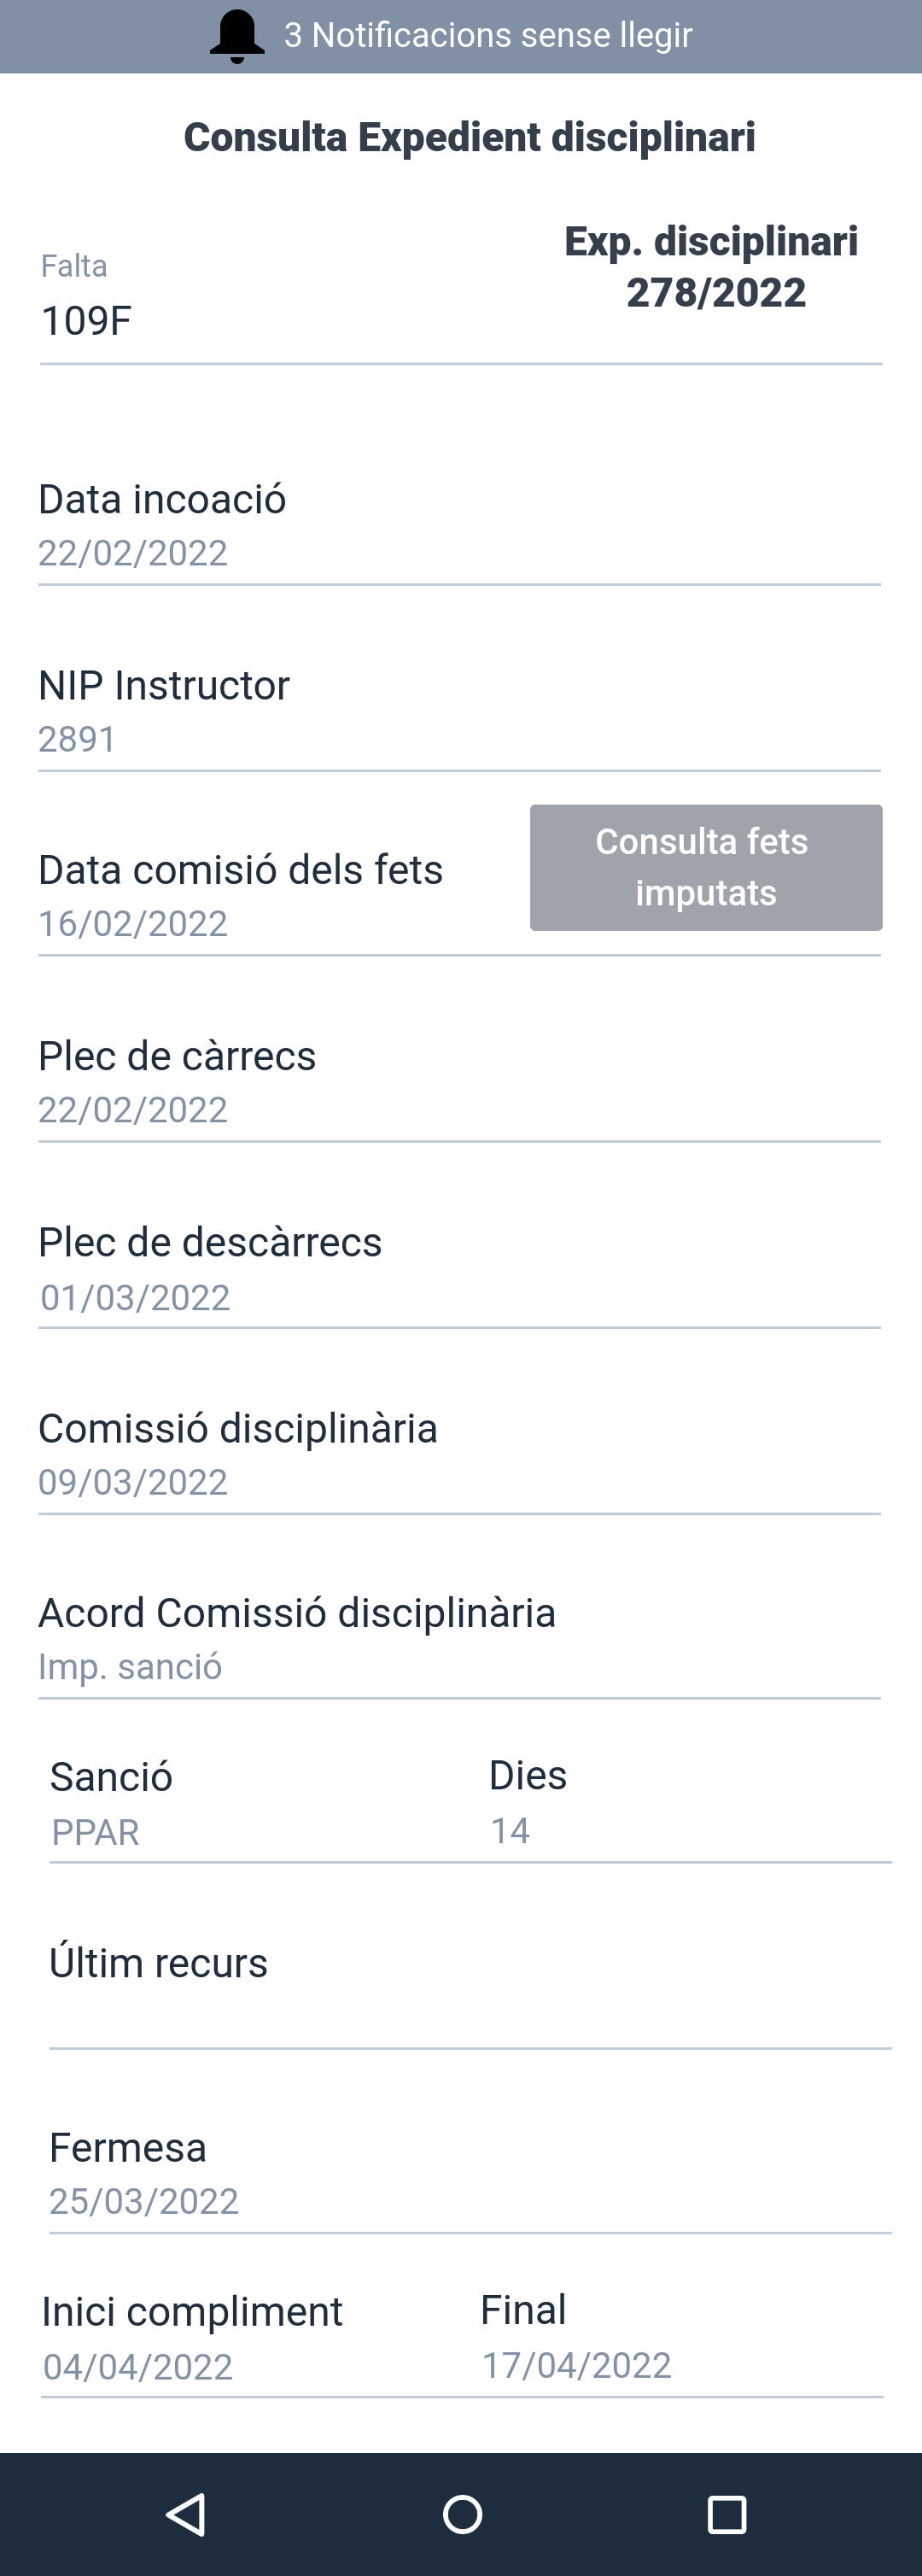 3 Notificacions sense llegir
Consulta Expedient disciplinari
Exp. disciplinari
278/2022
Falta
109F
Data incoació
22/02/2022
NIP Instructor
2891
Consulta fets
imputats
Data comisió dels fets
16/02/2022
Plec de càrrecs
22/02/2022
Plec de descàrrecs
01/03/2022
Comissió disciplinària
09/03/2022
Acord Comissió disciplinària
Imp. sanció
Sanció
PPAR
Dies
14
Últim recurs
Fermesa
25/03/2022
Inici compliment
04/04/2022
Final
17/04/2022